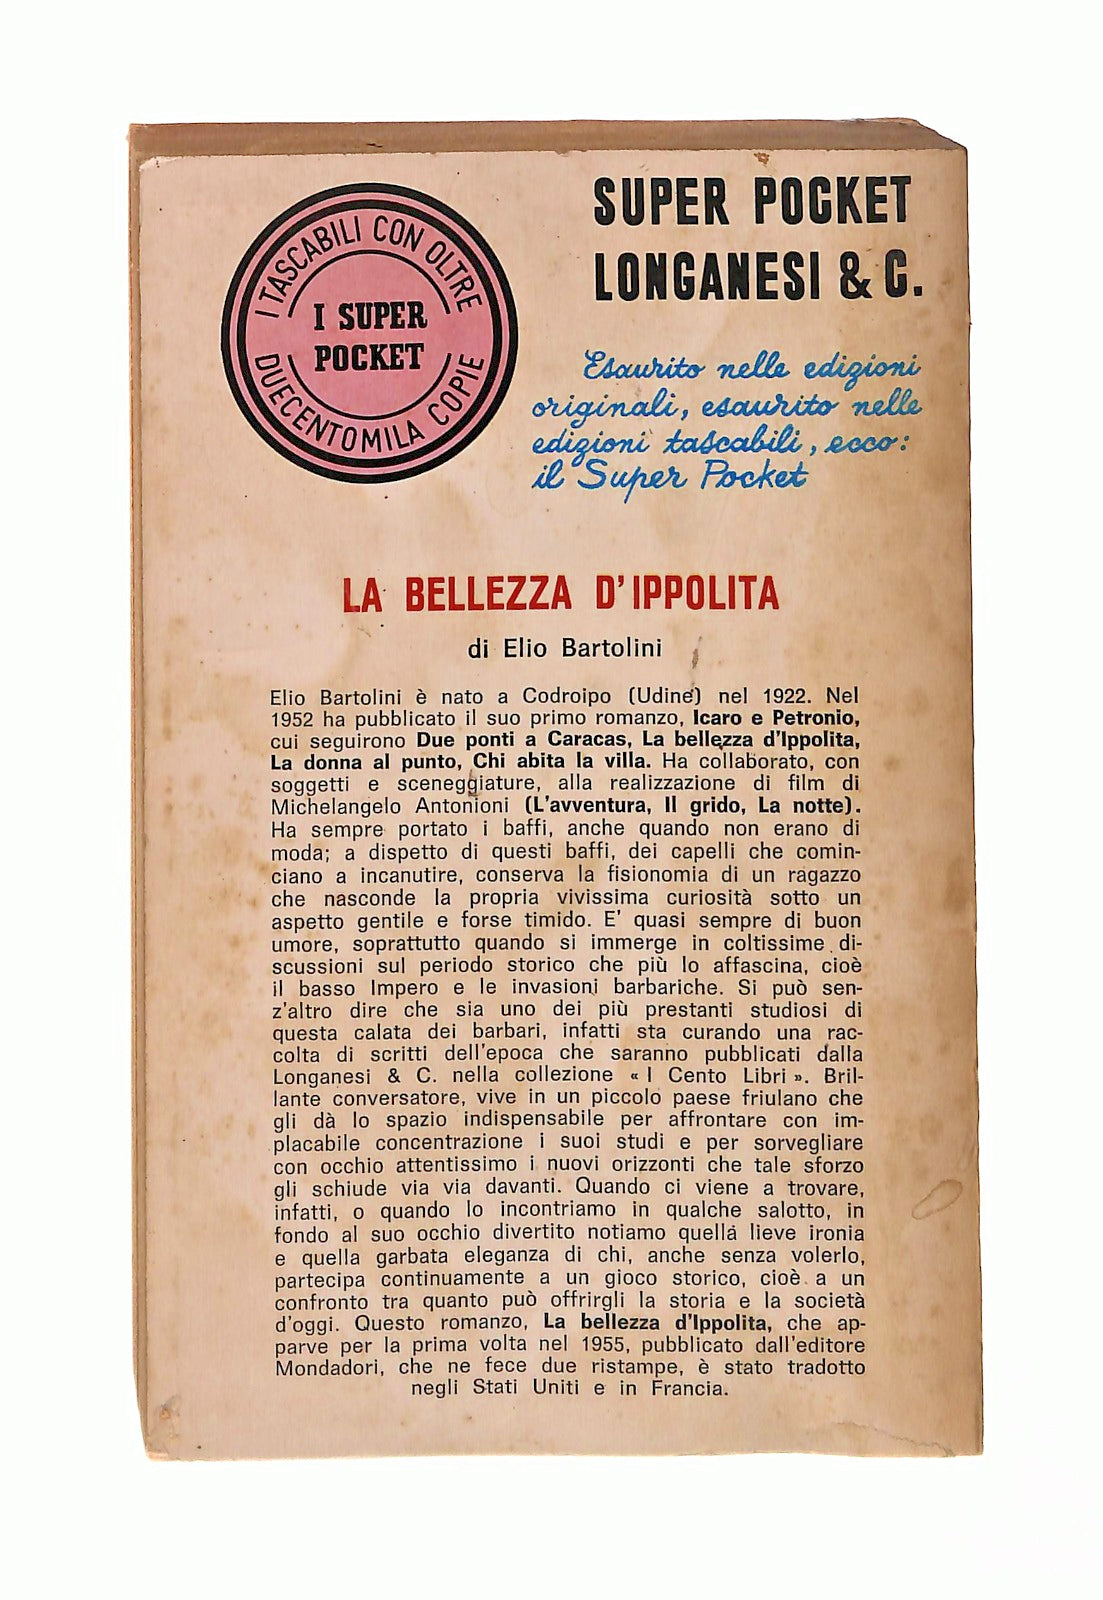 I TASCABILI CON OLTRE
I SUPER
POCKET
DUECENTOMILA COPIE
SUPER POCKET
LONGANESI & C.
Esaurito nelle edizioni
originali, esaurito nelle
edizioni tascabili, ecco:
il Super Pocket
LA BELLEZZA D'IPPOLITA
di Elio Bartolini
Elio Bartolini è nato a Codroipo (Udine) nel 1922. Nel
1952 ha pubblicato il suo primo romanzo, Icaro e Petronio,
cui seguirono Due ponti a Caracas, La bellezza d'Ippolita,
La donna al punto, Chi abita la villa. Ha collaborato, con
soggetti e sceneggiature, alla realizzazione di film di
Michelangelo Antonioni (L'avventura, Il grido, La notte).
Ha sempre portato i baffi, anche quando non erano di
moda; a dispetto di questi baffi, dei capelli che comin-
ciano a incanutire, conserva la fisionomia di un ragazzo
che nasconde la propria vivissima curiosità sotto un
aspetto gentile e forse timido. E' quasi sempre di buon
umore, soprattutto quando si immerge in coltissime di-
scussioni sul periodo storico che più lo affascina, cioè
il basso Impero e le invasioni barbariche. Si può sen-
z'altro dire che sia uno dei più prestanti studiosi di
questa calata dei barbari, infatti sta curando una rac-
colta di scritti dell'epoca che saranno pubblicati dalla
Longanesi & C. nella collezione « I Cento Libri ». Bril-
lante conversatore, vive in un piccolo paese friulano che
gli dà lo spazio indispensabile per affrontare con im-
placabile concentrazione i suoi studi e per sorvegliare
con occhio attentissimo i nuovi orizzonti che tale sforzo
gli schiude via via davanti. Quando ci viene a trovare,
infatti, o quando lo incontriamo in qualche salotto, in
fondo al suo occhio divertito notiamo quella lieve ironia
e quella garbata eleganza di chi, anche senza volerlo,
partecipa continuamente a un gioco storico, cioè a un
confronto tra quanto può offrirgli la storia e la società
d'oggi. Questo romanzo, La bellezza d'Ippolita, che ap-
parve per la prima volta nel 1955, pubblicato dall'editore
Mondadori, che ne fece due ristampe, è stato tradotto
negli Stati Uniti e in Francia.